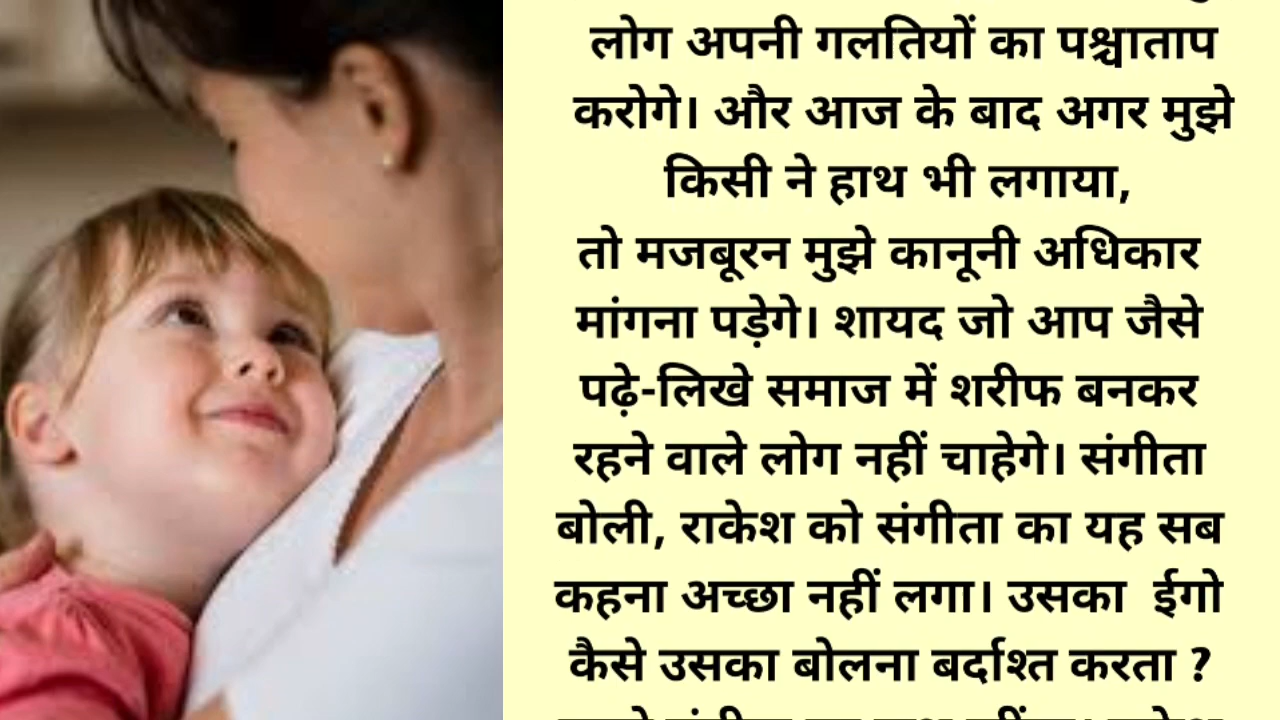 लोग अपनी गलतियों का पश्चाताप
करोगे। और आज के बाद अगर मुझे
किसी ने हाथ भी लगाया,
तो मजबूरन मुझे कानूनी अधिकार
मांगना पड़ेगे। शायद जो आप जैसे
पढ़े-लिखे समाज में शरीफ बनकर
रहने वाले लोग नहीं चाहेगे। संगीता
बोली, राकेश को संगीता का यह सब
कहना अच्छा नहीं लगा। उसका  ईगो
कैसे उसका बोलना बर्दाश्त करता ?